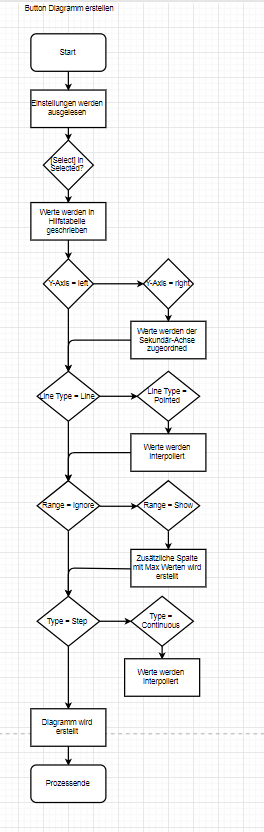 Button Diagramm erstellen
Start
Einstellungen werden
ausgelesen
[Select] in
Selected?
Werte werden in
Hilfstabelle
geschrieben
Y-Axis = left
Y-Axis = right
Werte werden der
Sekundär-Achse
zugeordned
Line Type = Line
Line Type =
Pointed
Werte werden
Interpoliert
Range = Ignore
Range = Show
Zusätzliche Spalte
mit Max Werten wird
erstellt
Type = Step
Type =
Continuous
Werte werden
Interpoliert
Diagramm wird
erstellt
Prozessende